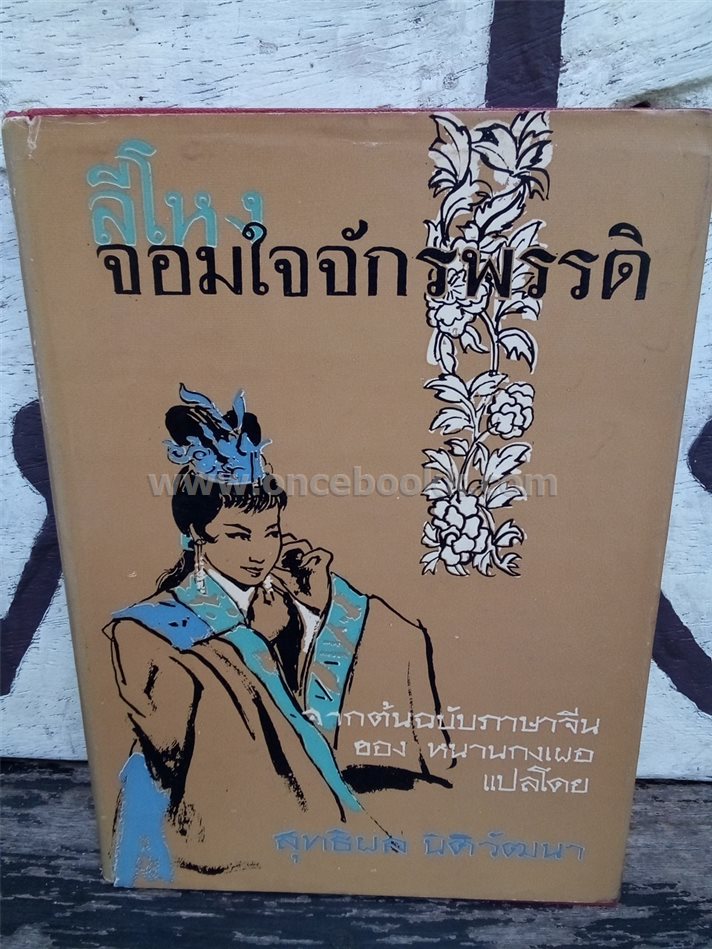 ลีโหง
จอมใจจักรพรรดิ
www.oncebook
จากต้นฉบับภาษาจีน
ของ หนานกงเผอ
แปลโดย
สุทธิพล นิติวัฒนา